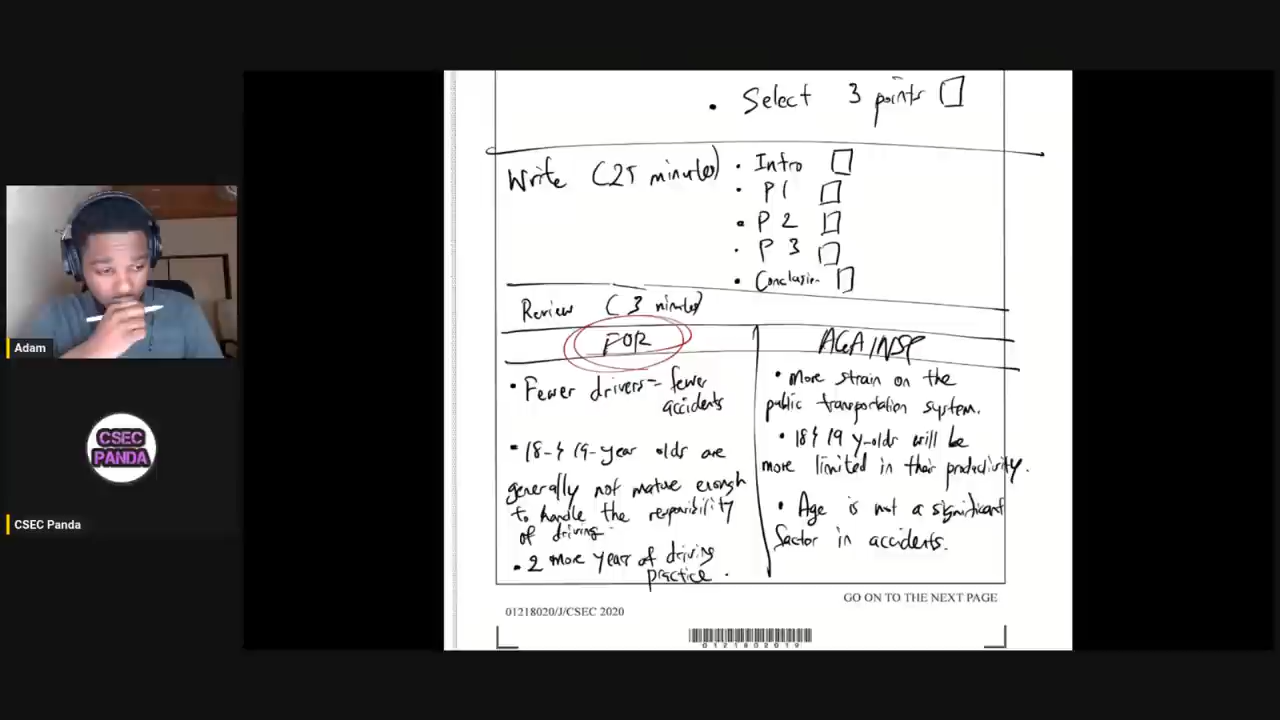 • Select 3 points
Write (25 minutes)
• Intro
• P1
• P2
• P3
• Conclusion
Review (3 minutes)
FOR
• Fewer drivers = fewer
accidents
• 18- & 19-year olds are
generally not mature enough
to handle the responsibility
of driving.
• 2 more year of driving
practice.
AGAINST
• More strain on the
public transportation system.
• 18 & 19 y-olds will be
more limited in their productivity.
• Age is not a significant
factor in accidents.
GO ON TO THE NEXT PAGE
01218020/J/CSEC 2020
0121802019
Adam
CSEC
PANDA
CSEC Panda